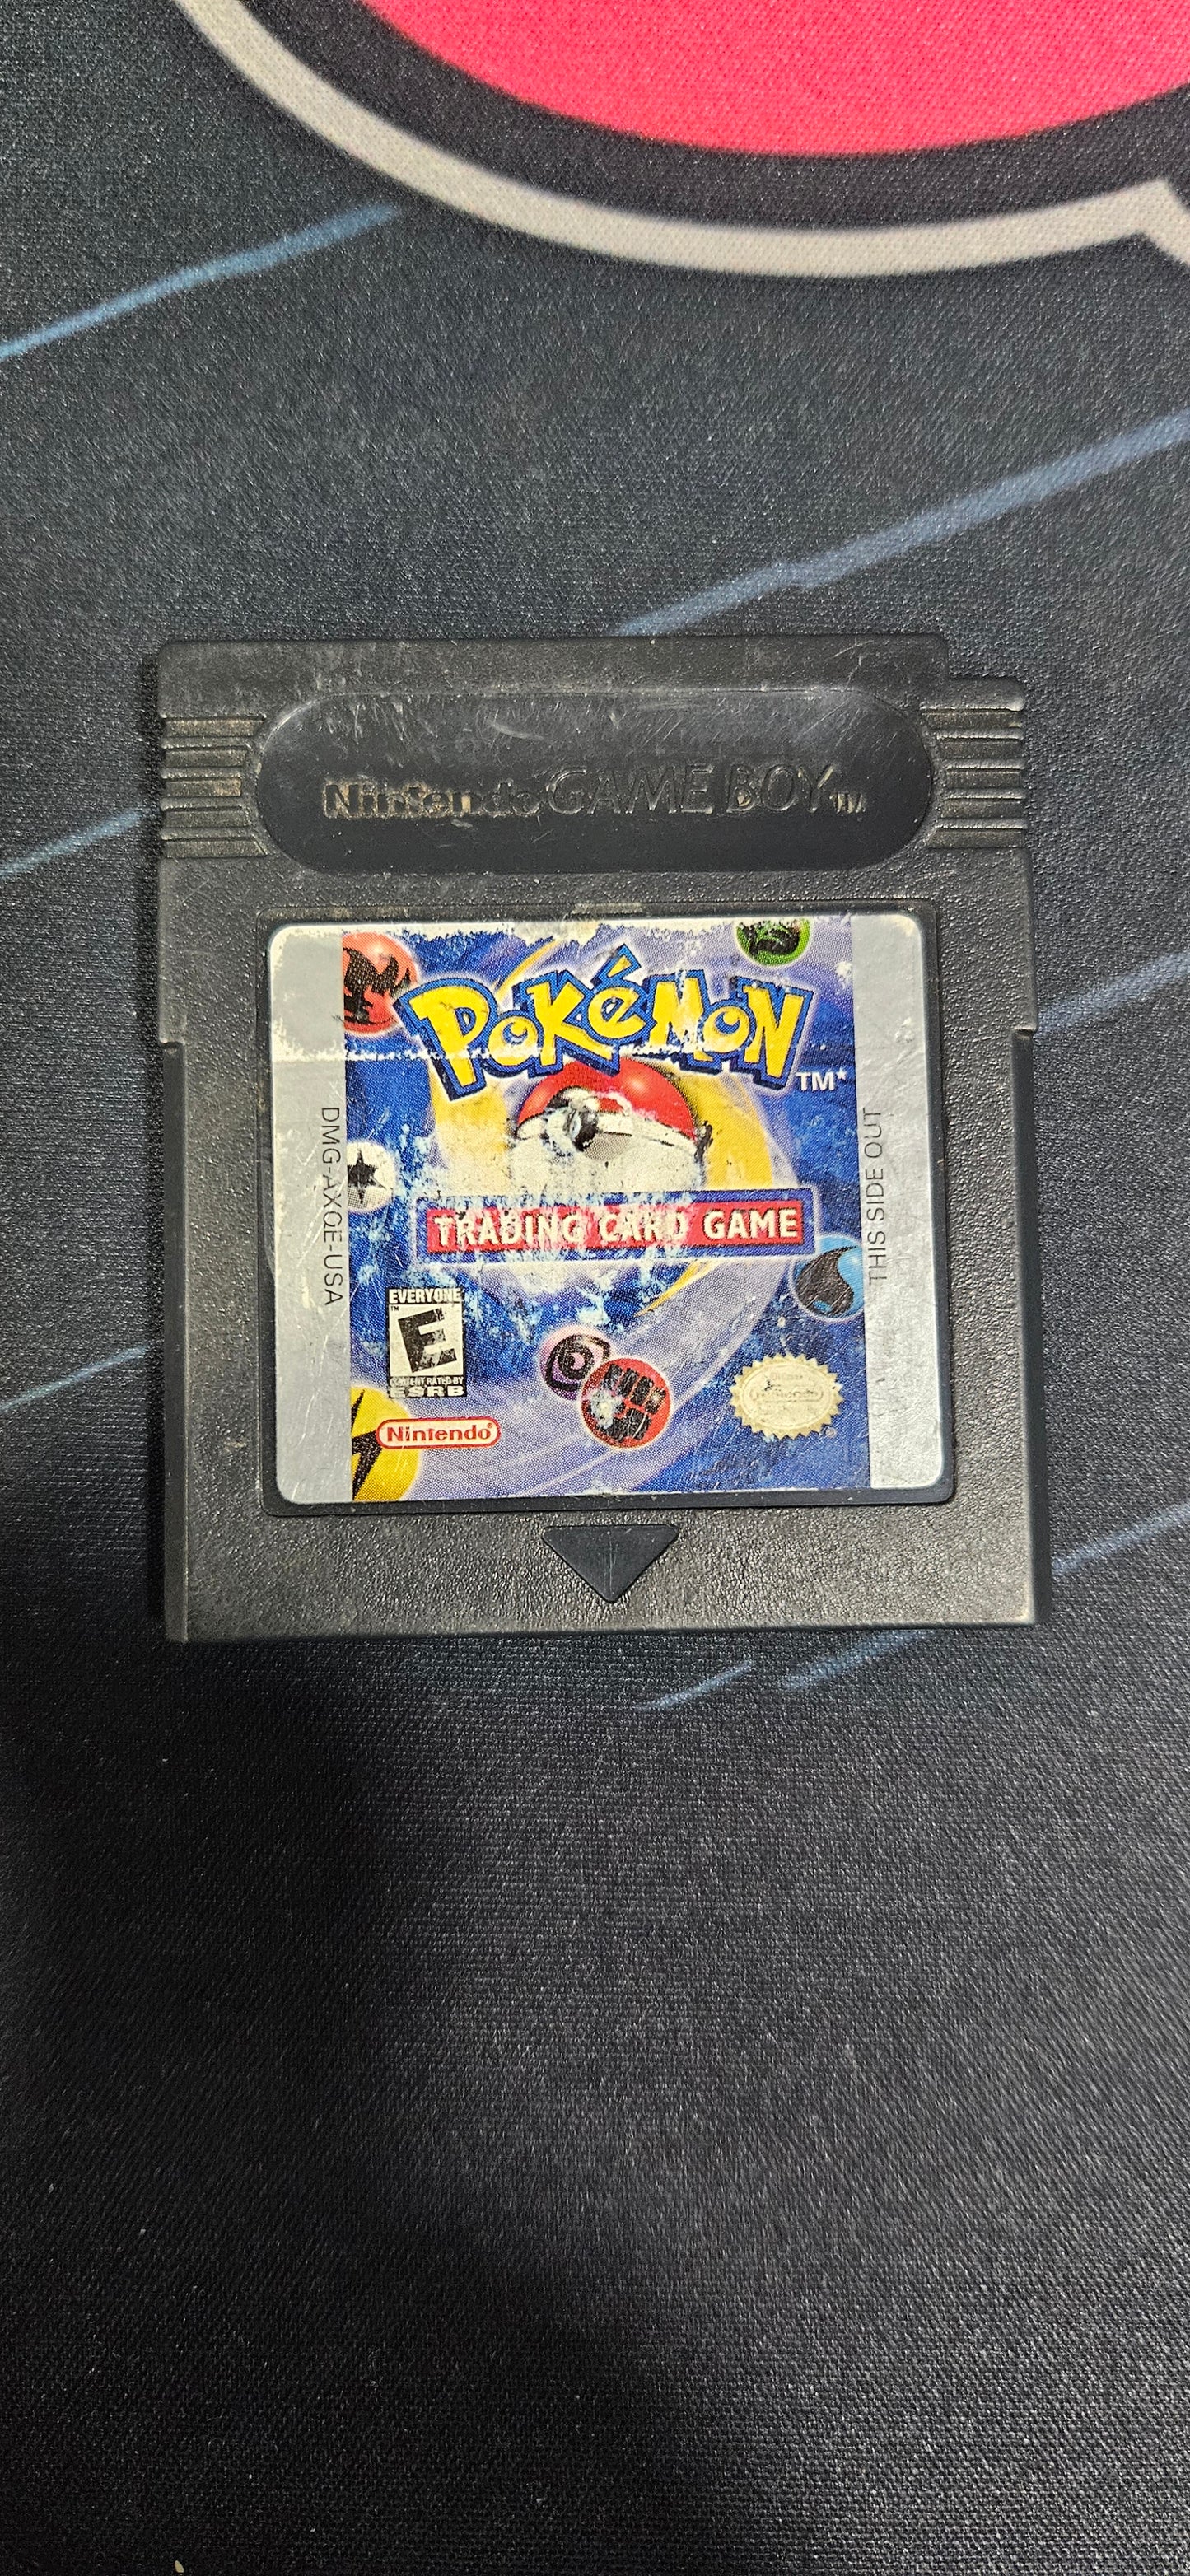 Nintendo GAME BOY TM
POKéMON
TM*
TRADING CARD GAME
DMG-AXQE-USA
THIS SIDE OUT
EVERYONE
TM
E
CONTENT RATED BY
ESRB
Nintendo®